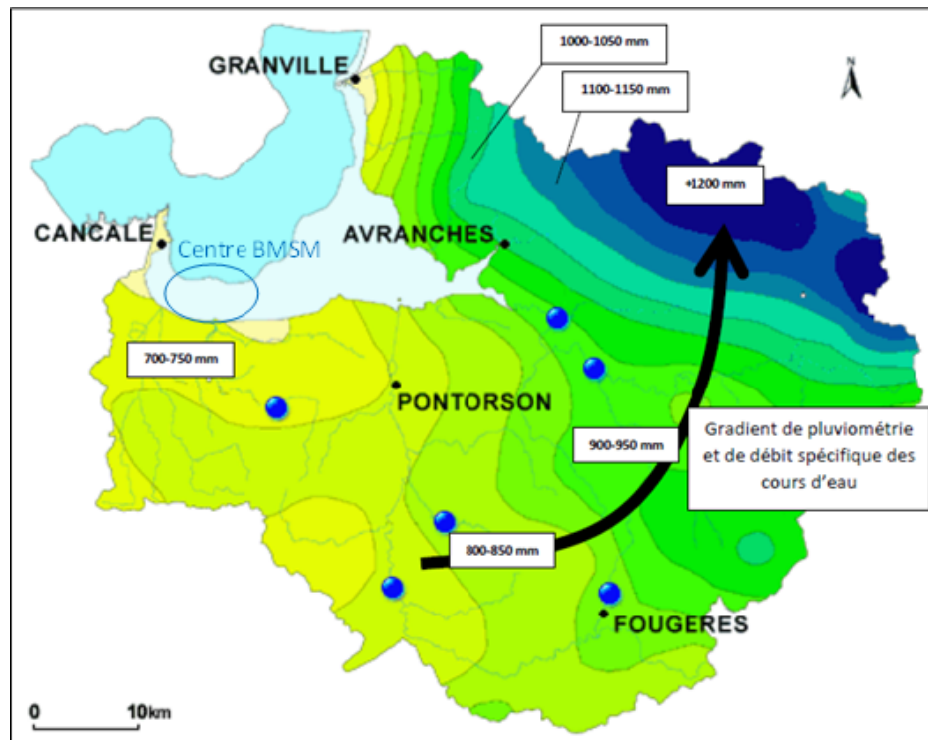 1000-1050 mm
GRANVILLE
1100-1150 mm
N
+1200 mm
CANCALE
AVRANCHES
Centre BMSM
700-750 mm
PONTORSON
Gradient de pluviométrie
et de débit spécifique des
cours d'eau
900-950 mm
800-850 mm
FOUGERES
0 10km